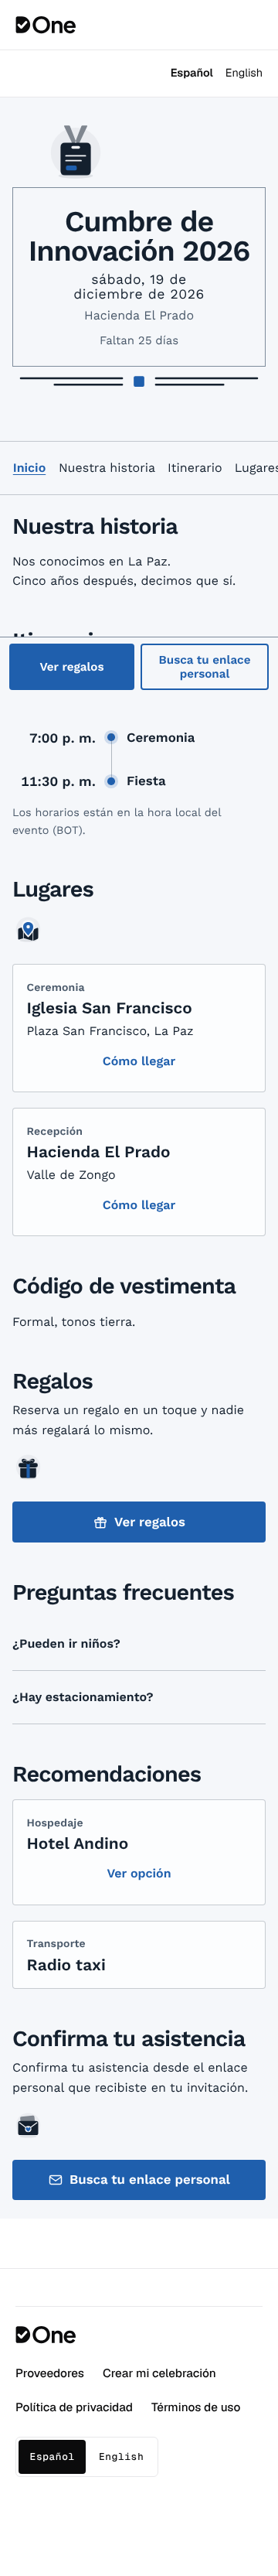 One
Español English
Cumbre de
Innovación 2026
sábado, 19 de
diciembre de 2026
Hacienda El Prado
Faltan 25 días
Inicio Nuestra historia Itinerario Lugares
Nuestra historia
Nos conocimos en La Paz.
Cinco años después, decimos que sí.
Ver regalos
Busca tu enlace
personal
7:00 p. m. Ceremonia
11:30 p. m. Fiesta
Los horarios están en la hora local del
evento (BOT).
Lugares
Ceremonia
Iglesia San Francisco
Plaza San Francisco, La Paz
Cómo llegar
Recepción
Hacienda El Prado
Valle de Zongo
Cómo llegar
Código de vestimenta
Formal, tonos tierra.
Regalos
Reserva un regalo en un toque y nadie
más regalará lo mismo.
Ver regalos
Preguntas frecuentes
¿Pueden ir niños?
¿Hay estacionamiento?
Recomendaciones
Hospedaje
Hotel Andino
Ver opción
Transporte
Radio taxi
Confirma tu asistencia
Confirma tu asistencia desde el enlace
personal que recibiste en tu invitación.
Busca tu enlace personal
One
Proveedores Crear mi celebración
Política de privacidad Términos de uso
Español English